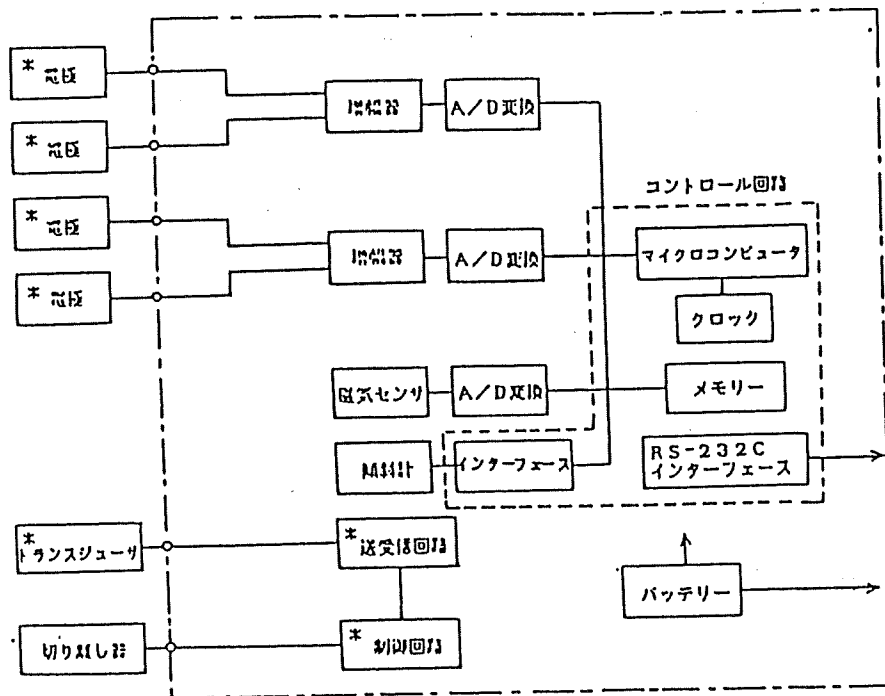 * 電極
増幅器
A/D変換
* 電極
* 電極
コントロール回路
増幅器
A/D変換
マイクロコンピュータ
* 電極
クロック
磁気センサ
A/D変換
メモリー
傾斜計
インターフェース
RS-232C
インターフェース
*
トランスジューサ
* 送受信回路
バッテリー
切り離し器
* 制御回路